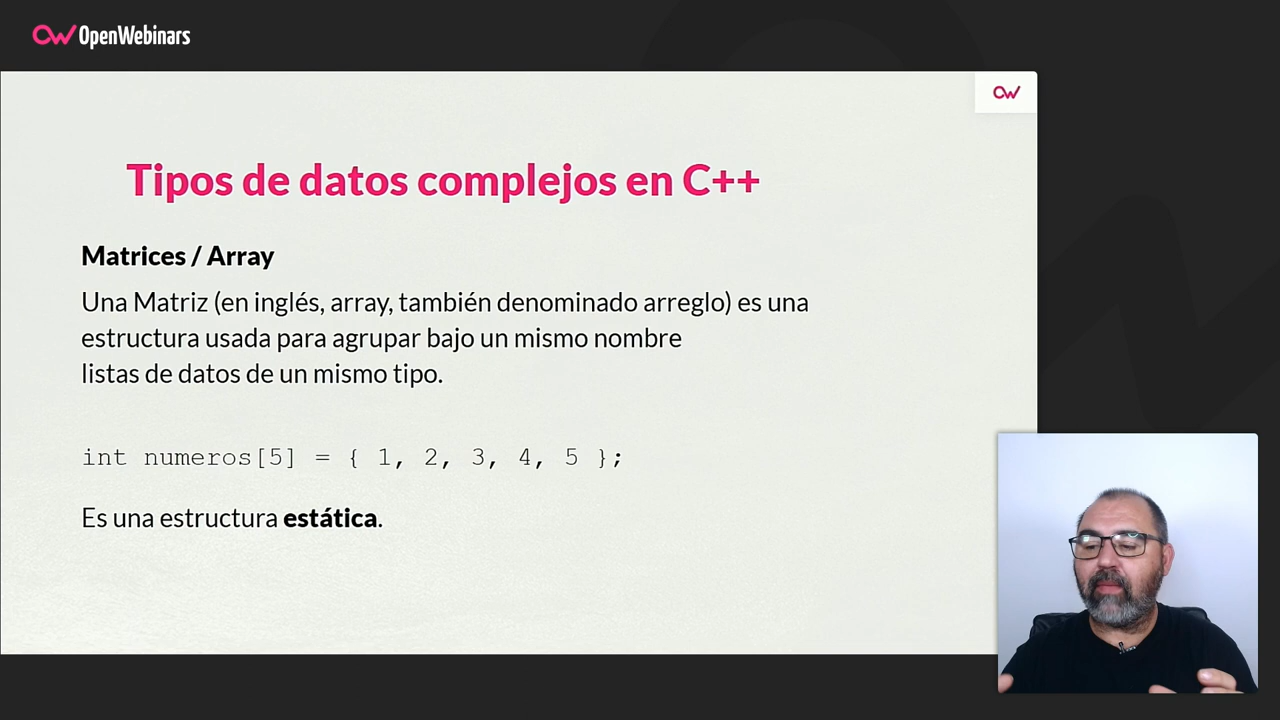 OpenWebinars
Tipos de datos complejos en C++
Matrices / Array
Una Matriz (en inglés, array, también denominado arreglo) es una
estructura usada para agrupar bajo un mismo nombre
listas de datos de un mismo tipo.
int numeros[5] = { 1, 2, 3, 4, 5 };
Es una estructura estática.